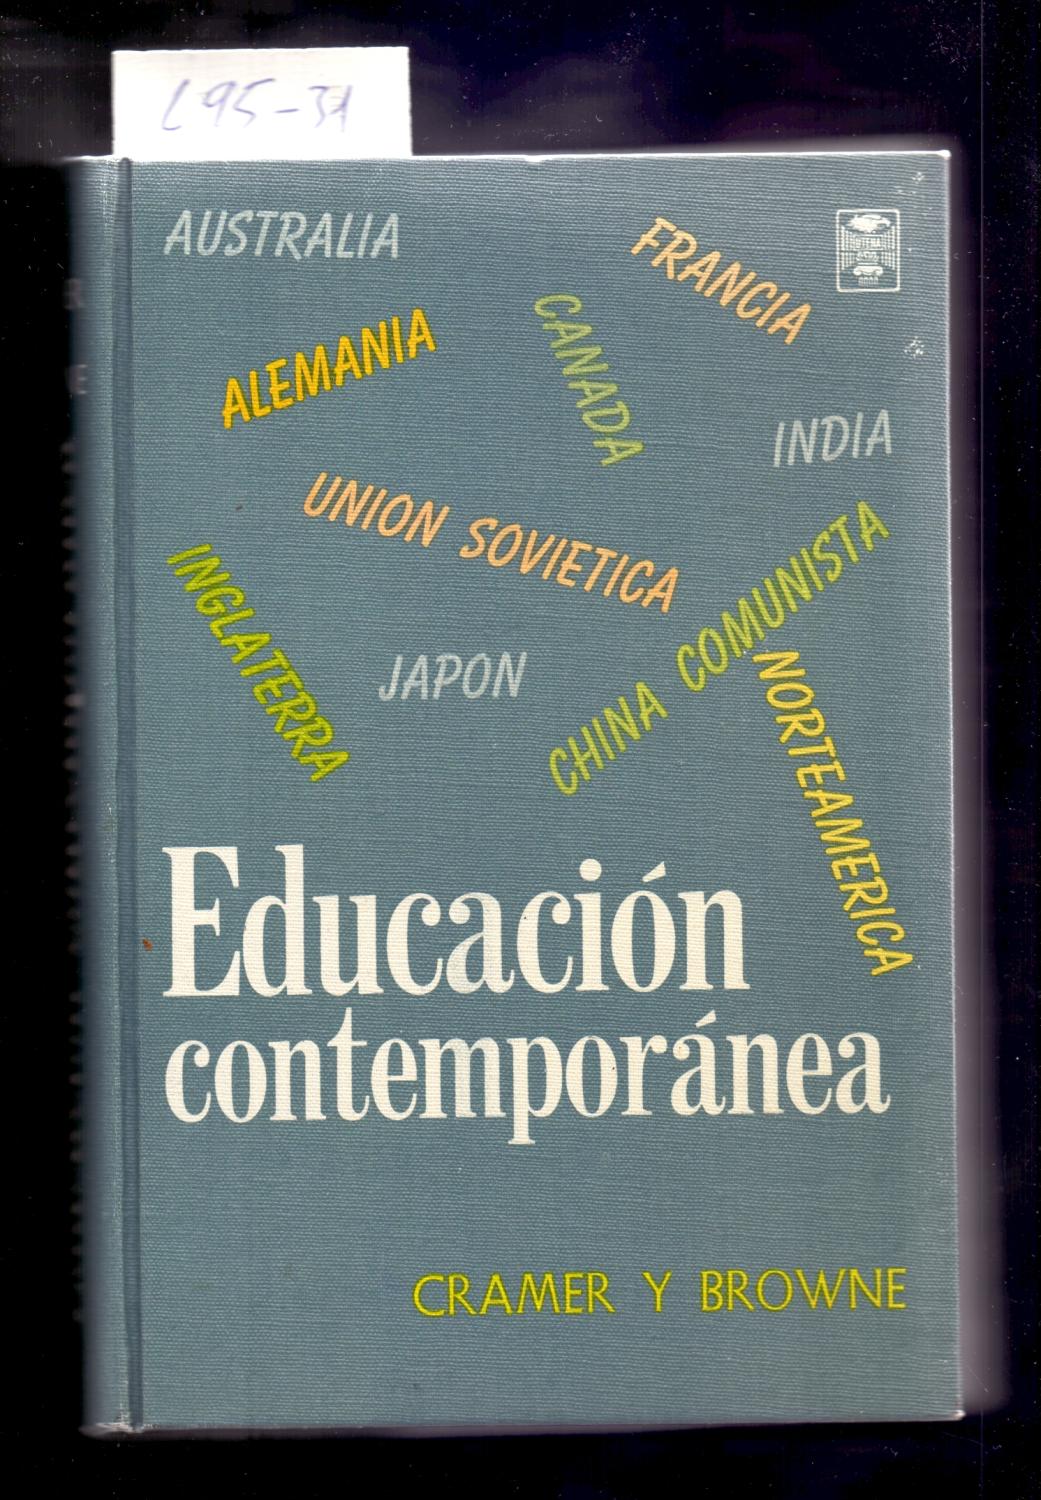 L95-31
AUSTRALIA
FRANCIA
CANADA
ALEMANIA
INDIA
UNION SOVIETICA
CHINA COMUNISTA
INGLATERRA
JAPON
NORTEAMERICA
Educación
contemporánea
CRAMER Y BROWNE